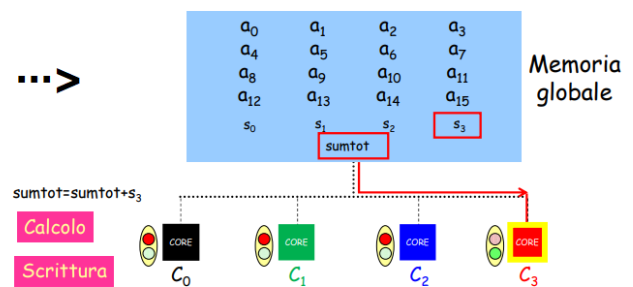 a₀ a₁ a₂ a₃
a₄ a₅ a₆ a₇
a₈ a₉ a₁₀ a₁₁
a₁₂ a₁₃ a₁₄ a₁₅
s₀ s₁ s₂ s₃
sumtot
Memoria
globale
sumtot=sumtot+s₃
Calcolo
Scrittura
CORE CORE CORE CORE
C₀ C₁ C₂ C₃